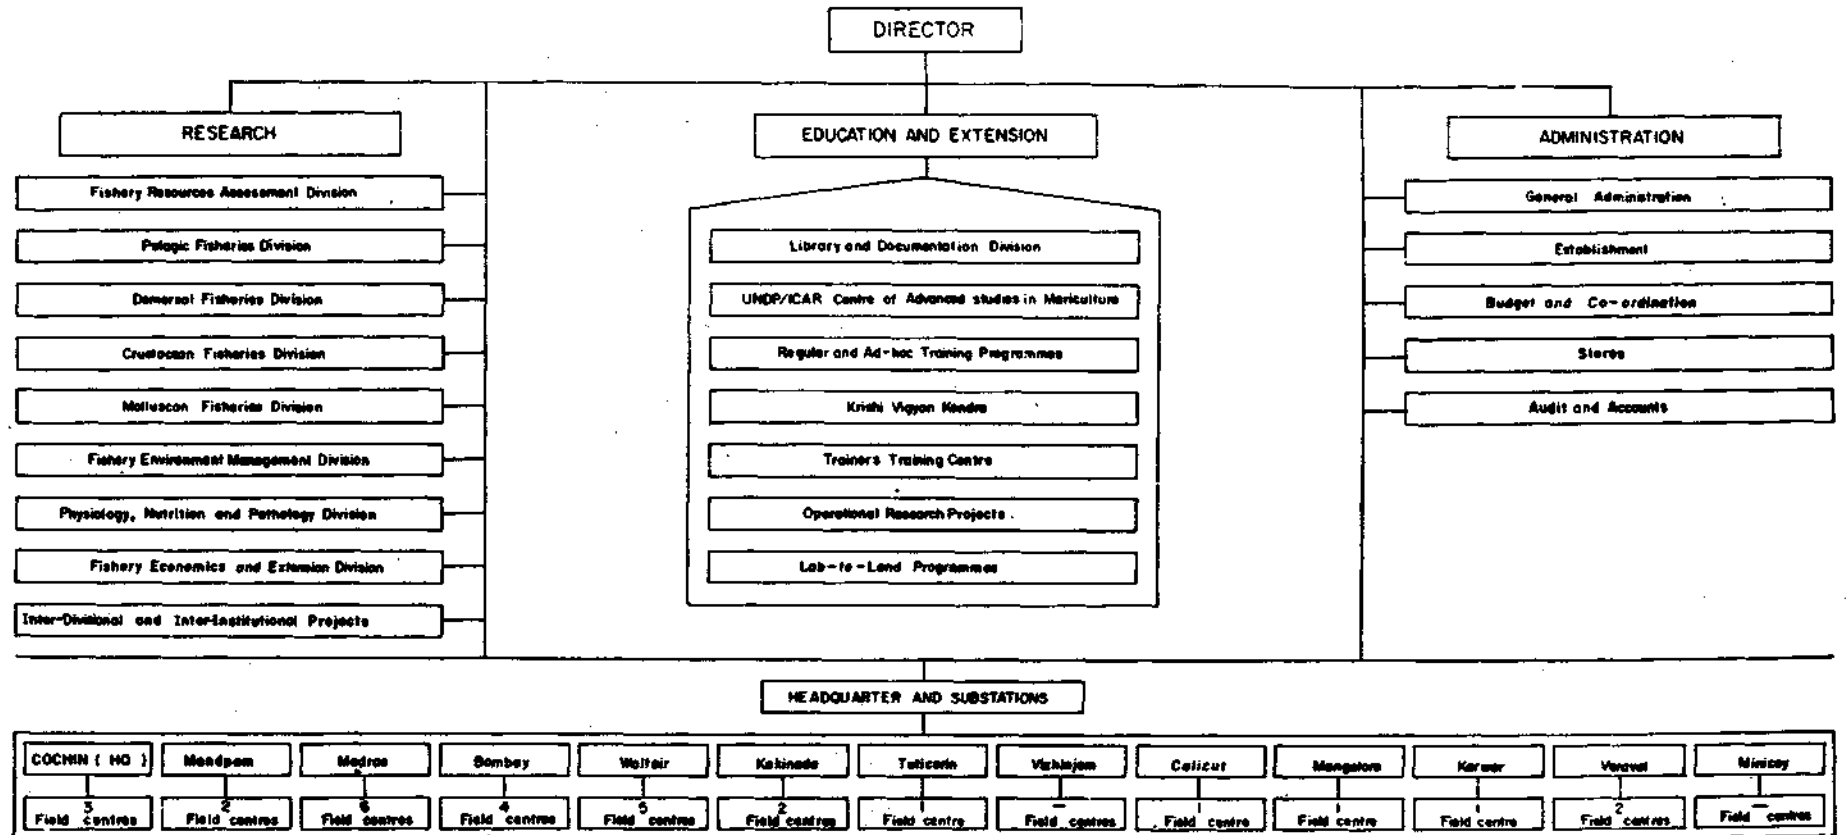 DIRECTOR
RESEARCH
EDUCATION AND EXTENSION
ADMINISTRATION
Fishery Resources Assessment Division
Pelagic Fisheries Division
Demersal Fisheries Division
Crustacean Fisheries Division
Molluscan Fisheries Division
Fishery Environment Management Division
Physiology, Nutrition and Pathology Division
Fishery Economics and Extension Division
Inter-Divisional and Inter-Institutional Projects
Library and Documentation Division
UNDP/ICAR Centre of Advanced studies in Mariculture
Regular and Ad-hoc Training Programmes
Krishi Vigyan Kendra
Trainers Training Centre
Operational Research Projects
Lab-to-Land Programmes
General Administration
Establishment
Budget and Co-ordination
Stores
Audit and Accounts
HEADQUARTER AND SUBSTATIONS
COCHIN ( HQ )
Mandpam
Madras
Bombay
Waltair
Kakinada
Tuticorin
Vizhinjam
Calicut
Mangalore
Karwar
Veraval
Minicoy
3 Field centres
2 Field centres
6 Field centres
4 Field centres
5 Field centres
2 Field centres
1 Field centre
— Field centres
1 Field centre
1 Field centre
1 Field centre
2 Field centres
— Field centres